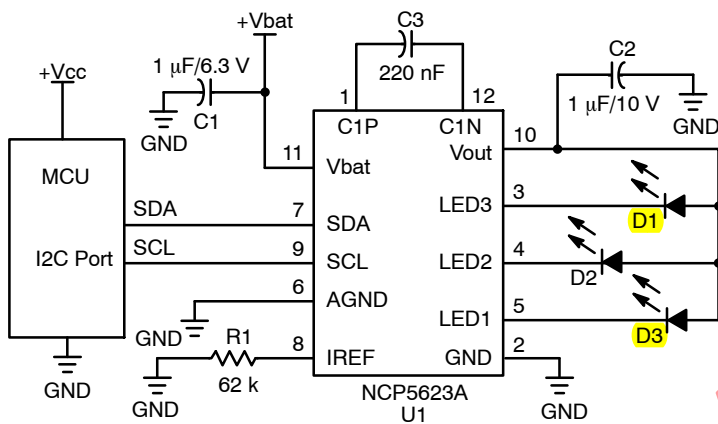 +Vbat
C3
C2
+Vcc
1 μF/6.3 V
220 nF
1 μF/10 V
1
12
GND
C1
C1P
C1N
10
GND
MCU
11
Vbat
Vout
SDA
7
SDA
LED3
3
D1
I2C Port
SCL
9
SCL
LED2
4
D2
6
AGND
LED1
5
D3
GND
R1
8
IREF
GND
2
GND
62 k
GND
NCP5623A
U1
GND